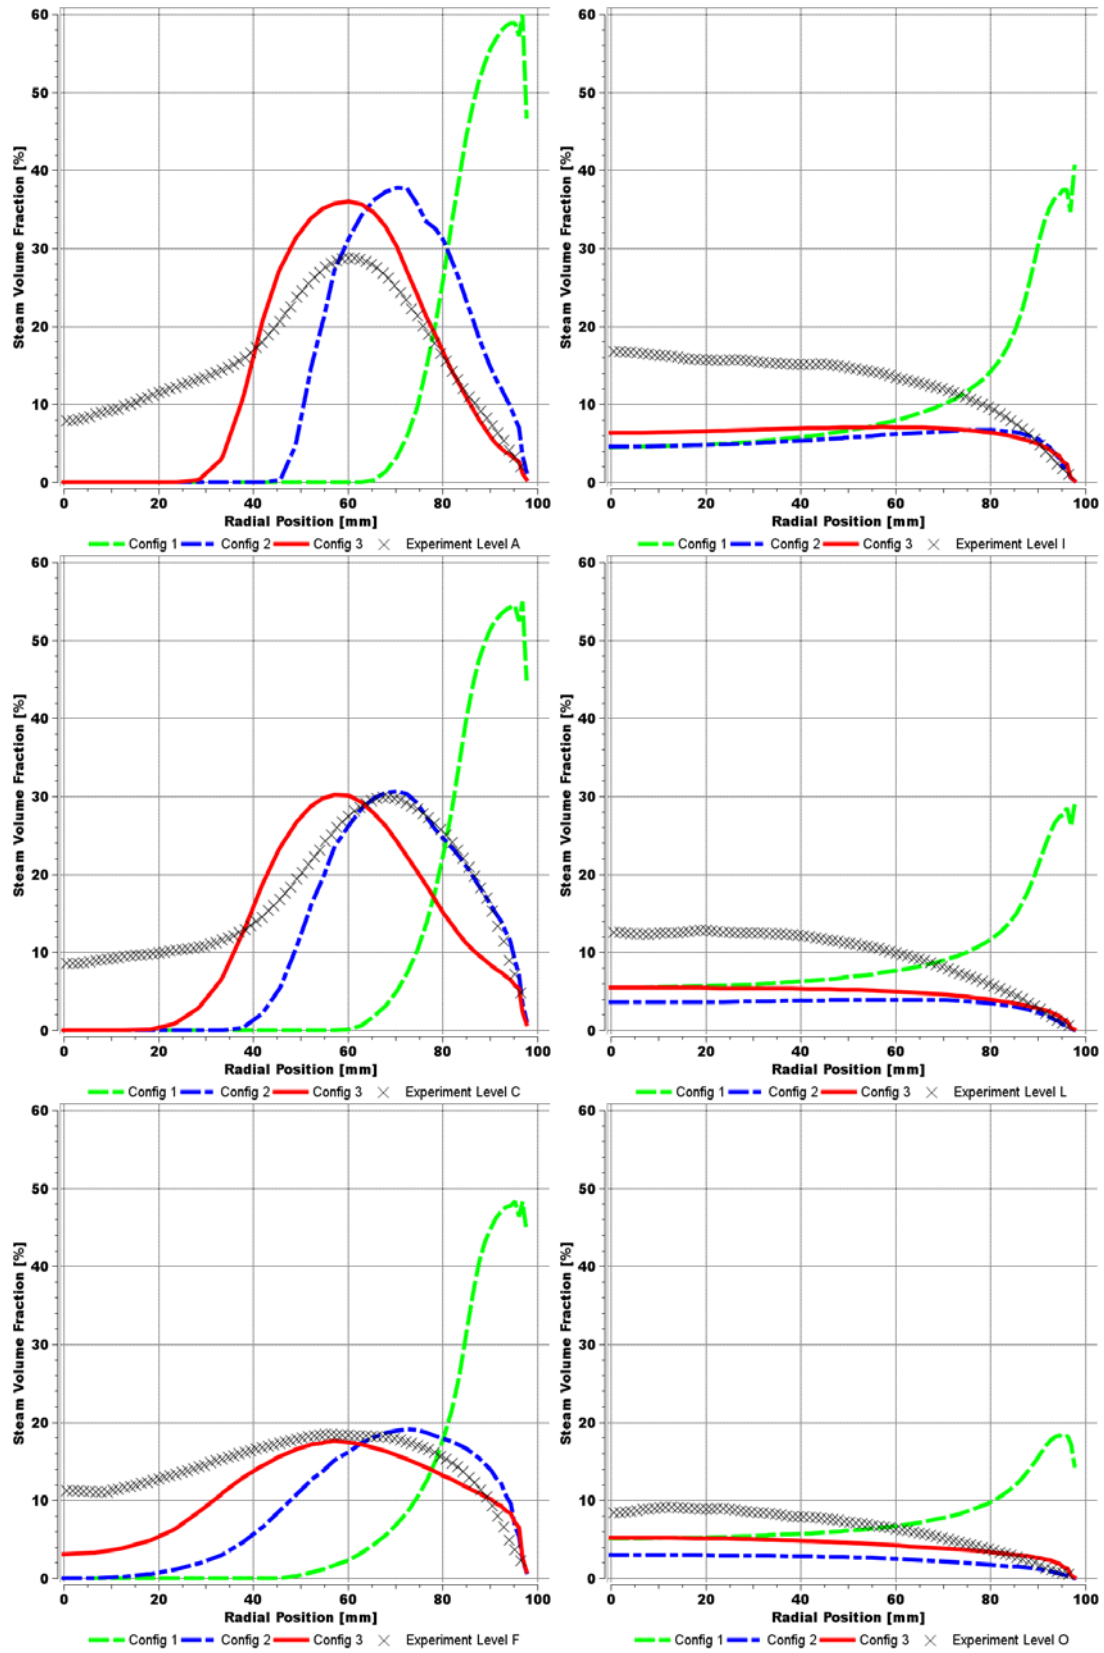 Steam Volume Fraction [%]
60
50
40
30
20
10
0
0 20 40 60 80 100
Radial Position [mm]
Config 1 Config 2 Config 3 Experiment Level A
Steam Volume Fraction [%]
60
50
40
30
20
10
0
0 20 40 60 80 100
Radial Position [mm]
Config 1 Config 2 Config 3 Experiment Level I
Steam Volume Fraction [%]
60
50
40
30
20
10
0
0 20 40 60 80 100
Radial Position [mm]
Config 1 Config 2 Config 3 Experiment Level C
Steam Volume Fraction [%]
60
50
40
30
20
10
0
0 20 40 60 80 100
Radial Position [mm]
Config 1 Config 2 Config 3 Experiment Level L
Steam Volume Fraction [%]
60
50
40
30
20
10
0
0 20 40 60 80 100
Radial Position [mm]
Config 1 Config 2 Config 3 Experiment Level F
Steam Volume Fraction [%]
60
50
40
30
20
10
0
0 20 40 60 80 100
Radial Position [mm]
Config 1 Config 2 Config 3 Experiment Level O